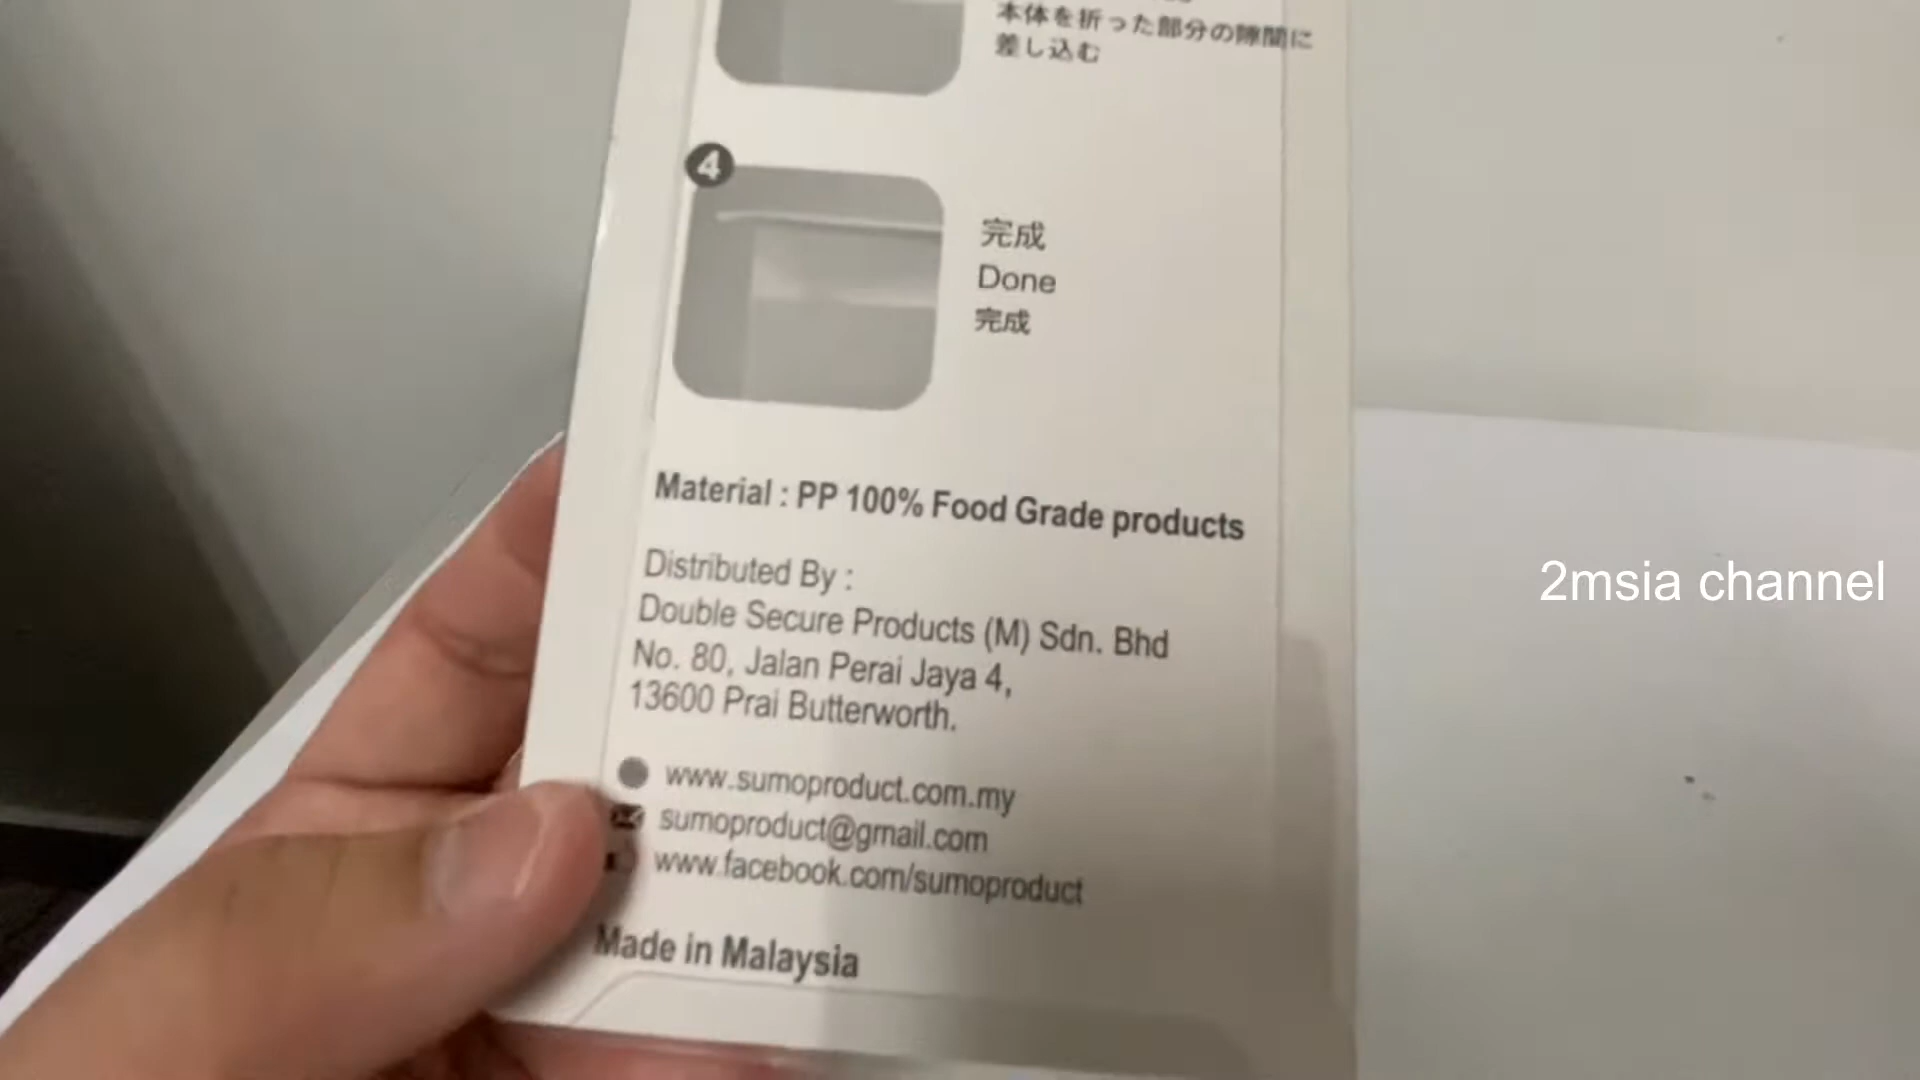 本体を折った部分の隙間に
差し込む
4
完成
Done
完成
Material : PP 100% Food Grade products
Distributed By :
Double Secure Products (M) Sdn. Bhd
No. 80, Jalan Perai Jaya 4,
13600 Prai Butterworth.
www.sumoproduct.com.my
sumoproduct@gmail.com
www.facebook.com/sumoproduct
Made in Malaysia
2msia channel